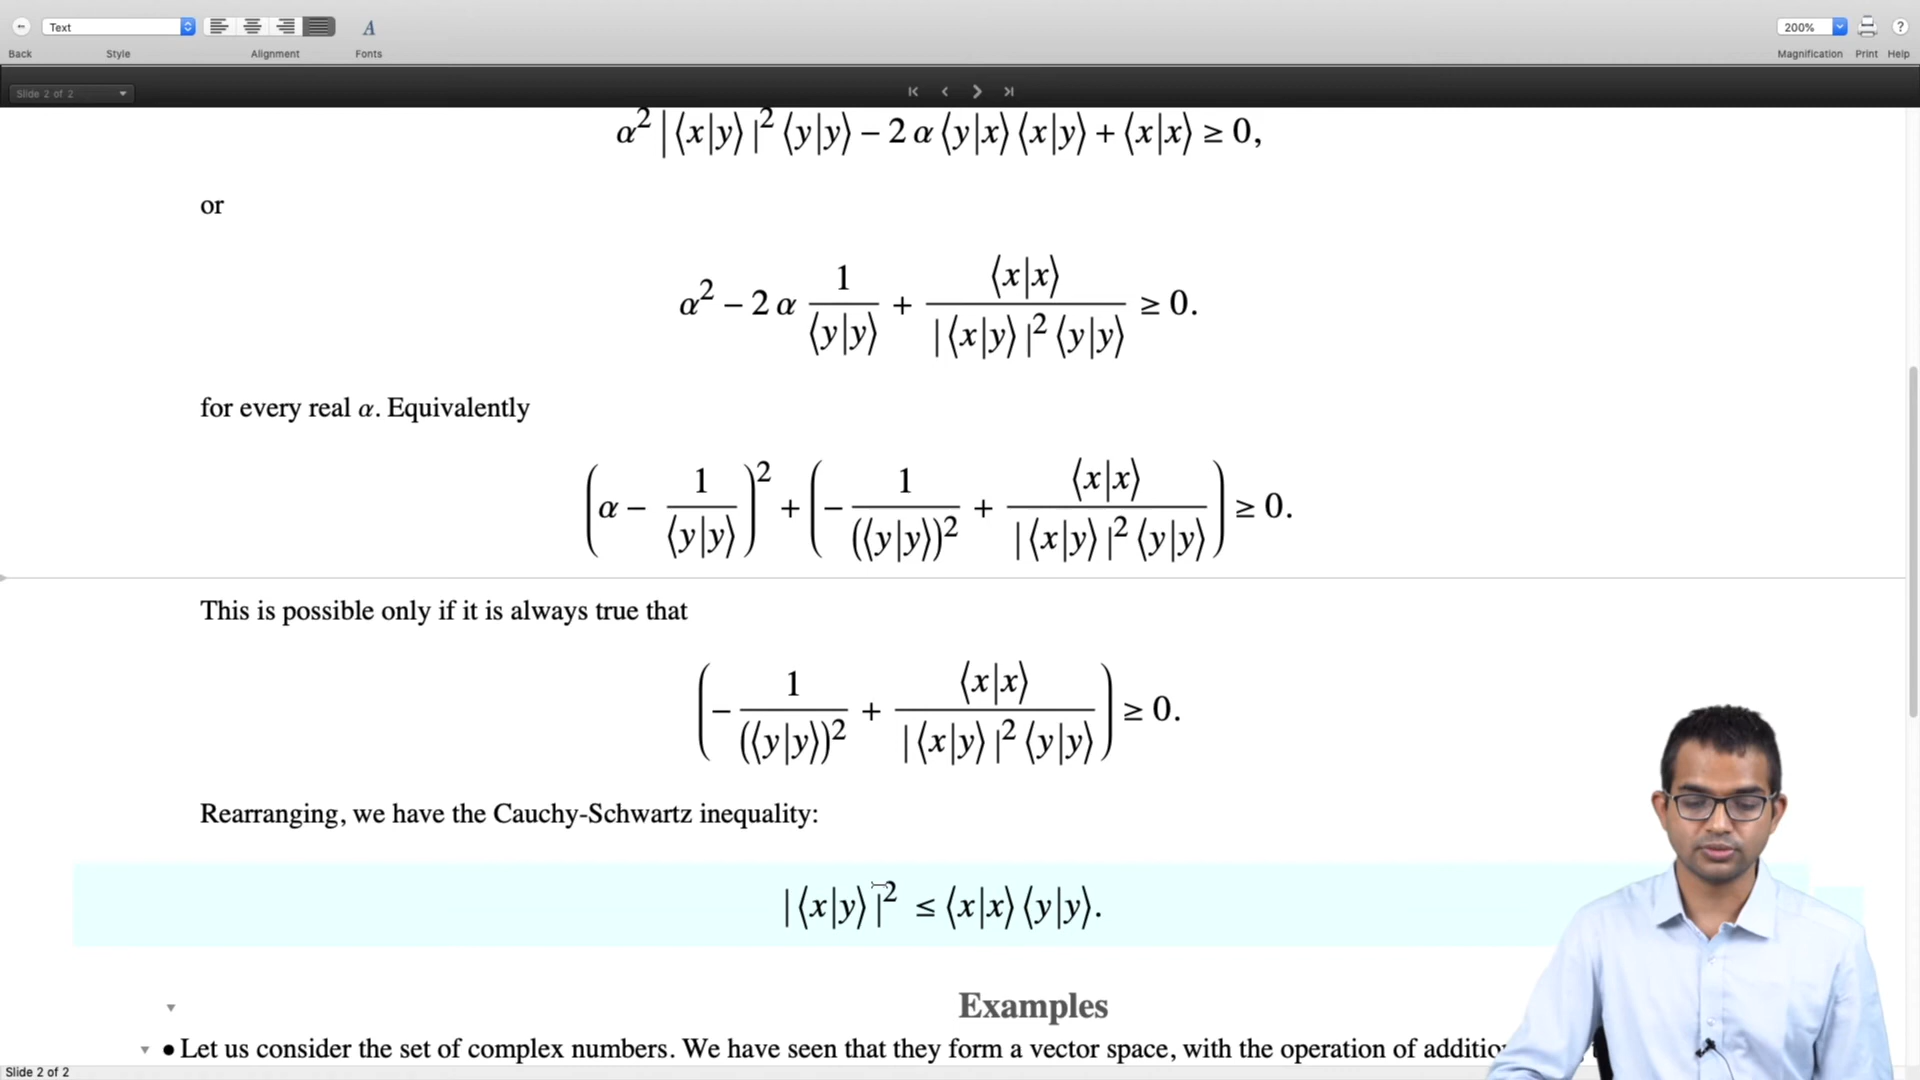 Text
200%
Back Style Alignment Fonts Magnification Print Help
Slide 2 of 2
α² |⟨x|y⟩|² ⟨y|y⟩ − 2 α ⟨y|x⟩ ⟨x|y⟩ + ⟨x|x⟩ ≥ 0,
or
α² − 2 α 1/⟨y|y⟩ + ⟨x|x⟩/(|⟨x|y⟩|² ⟨y|y⟩) ≥ 0.
for every real α. Equivalently
(α − 1/⟨y|y⟩)² + (− 1/(⟨y|y⟩)² + ⟨x|x⟩/(|⟨x|y⟩|² ⟨y|y⟩)) ≥ 0.
This is possible only if it is always true that
(− 1/(⟨y|y⟩)² + ⟨x|x⟩/(|⟨x|y⟩|² ⟨y|y⟩)) ≥ 0.
Rearranging, we have the Cauchy-Schwartz inequality:
|⟨x|y⟩|² ≤ ⟨x|x⟩ ⟨y|y⟩.
Examples
• Let us consider the set of complex numbers. We have seen that they form a vector space, with the operation of
Slide 2 of 2